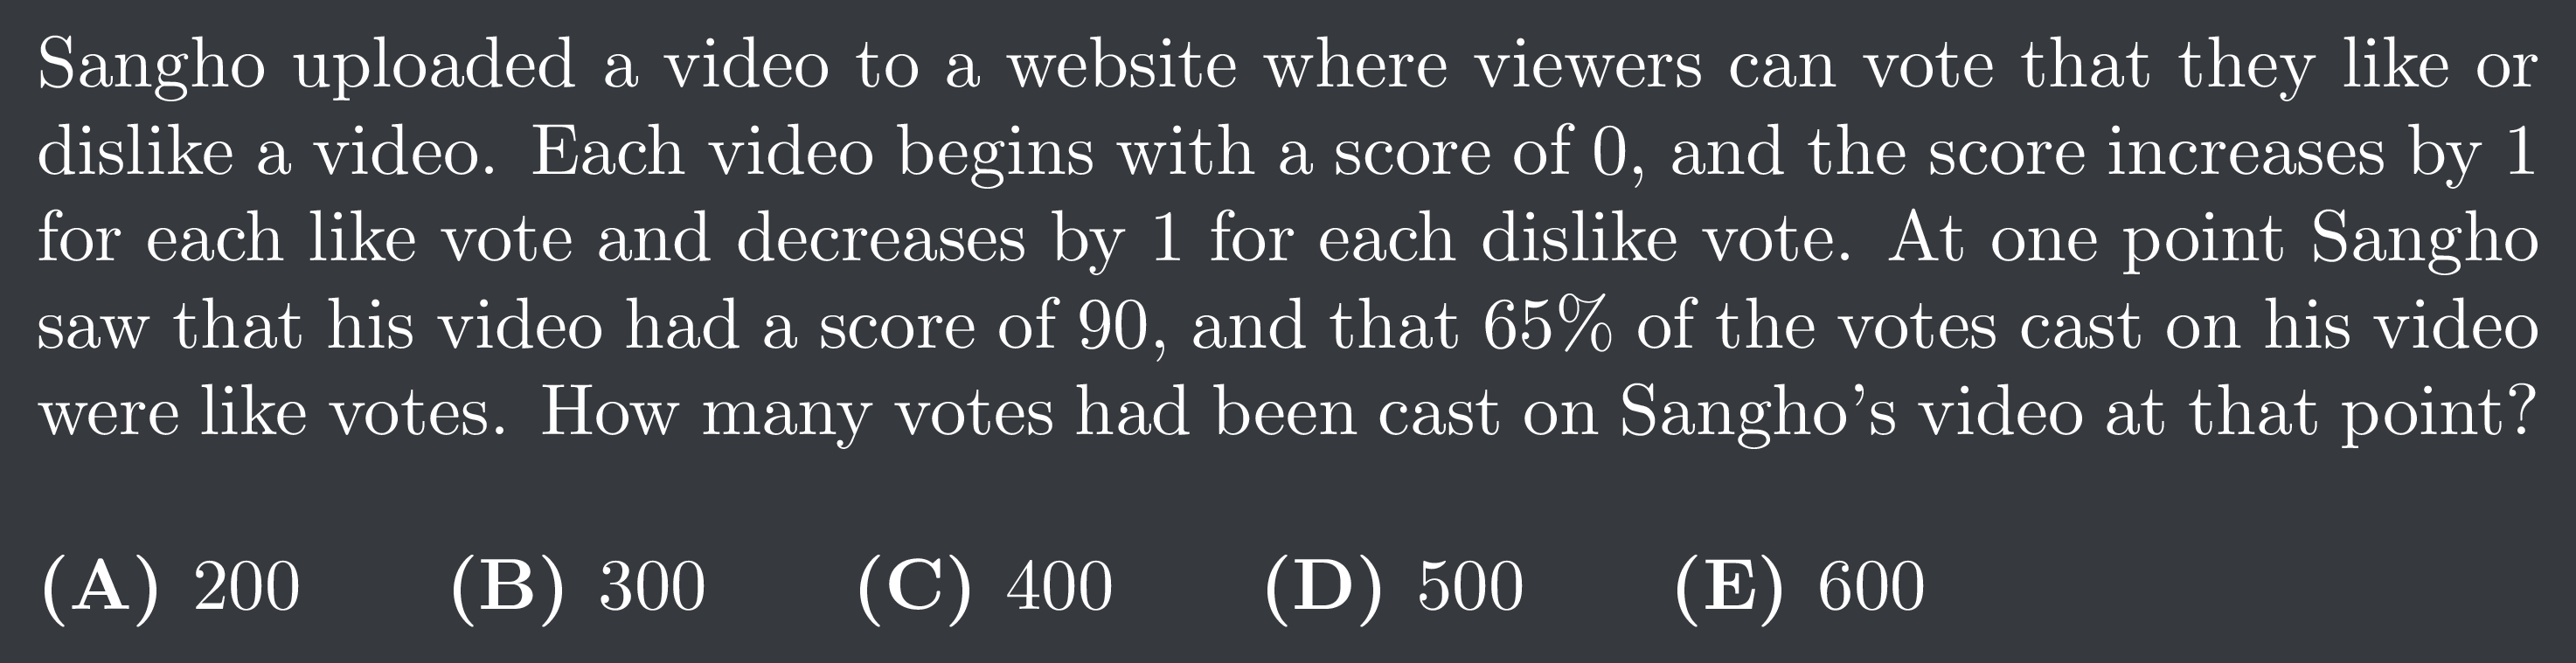 Sangho uploaded a video to a website where viewers can vote that they like or
dislike a video. Each video begins with a score of 0, and the score increases by 1
for each like vote and decreases by 1 for each dislike vote. At one point Sangho
saw that his video had a score of 90, and that 65% of the votes cast on his video
were like votes. How many votes had been cast on Sangho's video at that point?
(A) 200 (B) 300 (C) 400 (D) 500 (E) 600